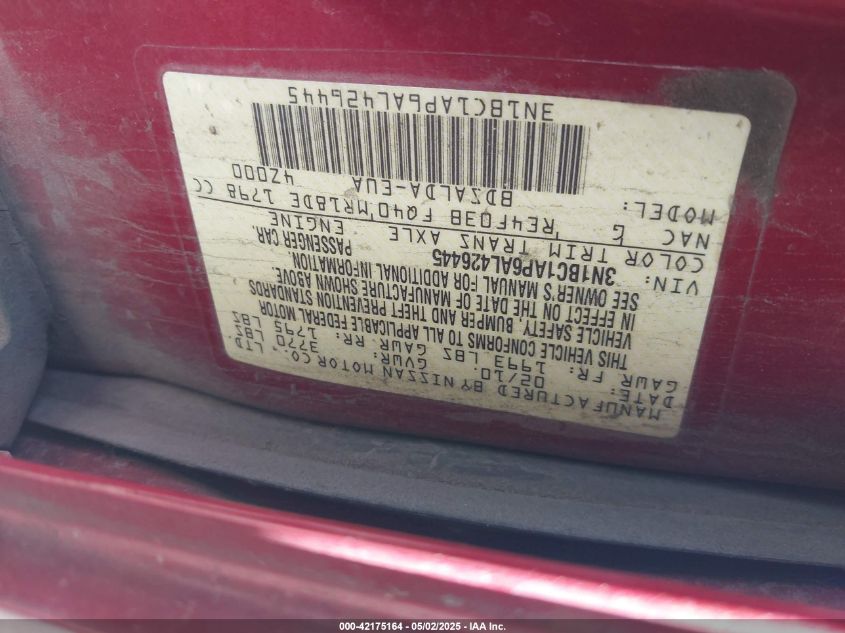 MANUFACTURED BY NISSAN MOTOR CO., LTD.
DATE: 02/10 GVWR: 3770 LBS
GAWR FR: 1993 LBS GAWR RR: 1795 LBS
THIS VEHICLE CONFORMS TO ALL APPLICABLE FEDERAL MOTOR
VEHICLE SAFETY, BUMPER AND THEFT PREVENTION STANDARDS
IN EFFECT ON THE DATE OF MANUFACTURE SHOWN ABOVE.
SEE OWNER'S MANUAL FOR ADDITIONAL INFORMATION.
VIN: 3N1BC1AP6AL426445 PASSENGER CAR.
COLOR TRIM TRANS AXLE ENGINE
NAC G RE4F03B FQ40 MR18DE 1798 CC
MODEL: BDSALDA-EUA
4Z000
3N1BC1AP6AL426445
000-42175164 - 05/02/2025 - IAA Inc.